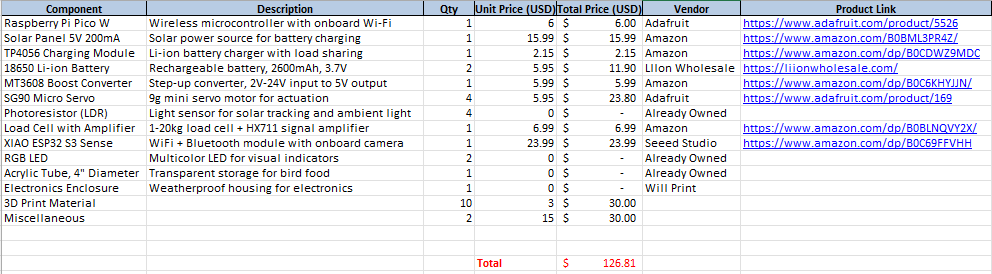 Component Description Qty Unit Price (USD) Total Price (USD) Vendor Product Link
Raspberry Pi Pico W Wireless microcontroller with onboard Wi-Fi 1 6 $ 6.00 Adafruit https://www.adafruit.com/product/5526
Solar Panel 5V 200mA Solar power source for battery charging 1 15.99 $ 15.99 Amazon https://www.amazon.com/B0BML3PR4Z/
TP4056 Charging Module Li-ion battery charger with load sharing 1 2.15 $ 2.15 Amazon https://www.amazon.com/dp/B0CDWZ9MDC
18650 Li-ion Battery Rechargeable battery, 2600mAh, 3.7V 2 5.95 $ 11.90 LIIon Wholesale https://liionwholesale.com/
MT3608 Boost Converter Step-up converter, 2V-24V input to 5V output 1 5.99 $ 5.99 Amazon https://www.amazon.com/dp/B0C6KHYJJN/
SG90 Micro Servo 9g mini servo motor for actuation 4 5.95 $ 23.80 Adafruit https://www.adafruit.com/product/169
Photoresistor (LDR) Light sensor for solar tracking and ambient light 4 0 $ - Already Owned
Load Cell with Amplifier 1-20kg load cell + HX711 signal amplifier 1 6.99 $ 6.99 Amazon https://www.amazon.com/dp/B0BLNQVY2X/
XIAO ESP32 S3 Sense WiFi + Bluetooth module with onboard camera 1 23.99 $ 23.99 Seeed Studio https://www.amazon.com/dp/B0C69FFVHH
RGB LED Multicolor LED for visual indicators 2 0 $ - Already Owned
Acrylic Tube, 4" Diameter Transparent storage for bird food 1 0 $ - Already Owned
Electronics Enclosure Weatherproof housing for electronics 1 0 $ - Will Print
3D Print Material 10 3 $ 30.00
Miscellaneous 2 15 $ 30.00
Total $ 126.81